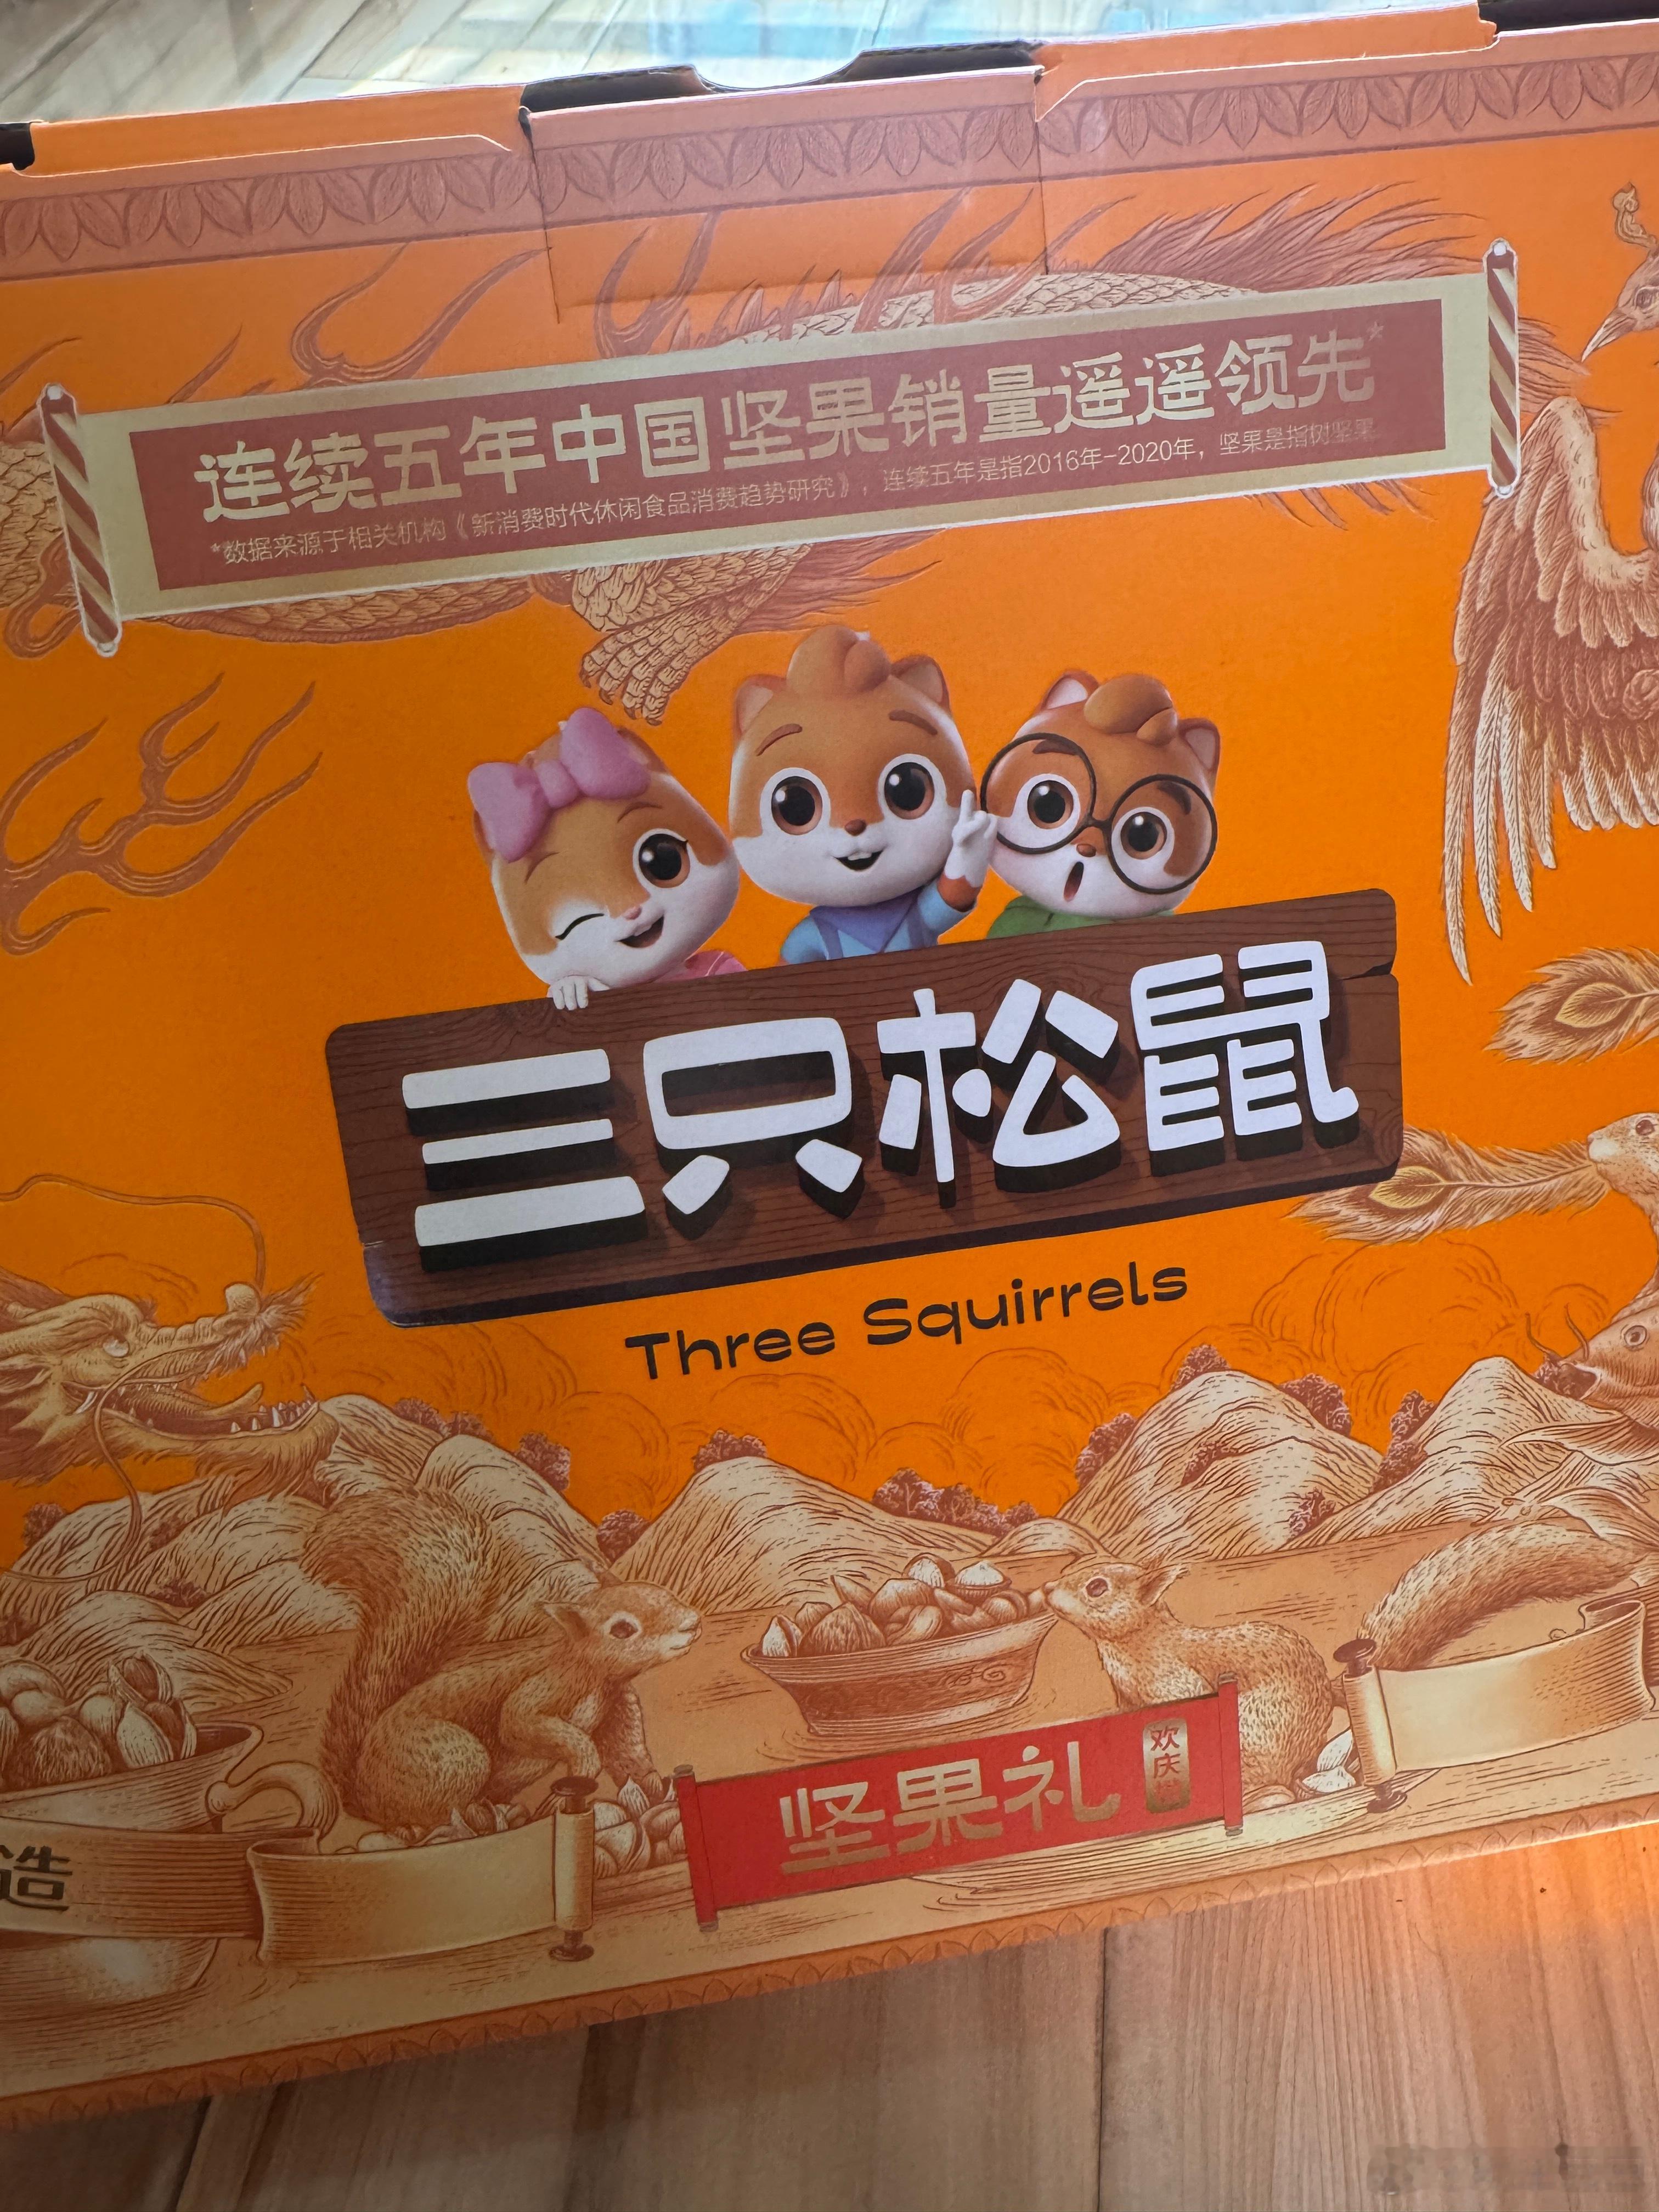 连续五年中国坚果销量遥遥领先*
*数据来源于相关机构《新消费时代休闲食品消费趋势研究》，连续五年是指2016年-2020年，坚果是指树坚果
三只松鼠
Three Squirrels
坚果礼
欢庆
造